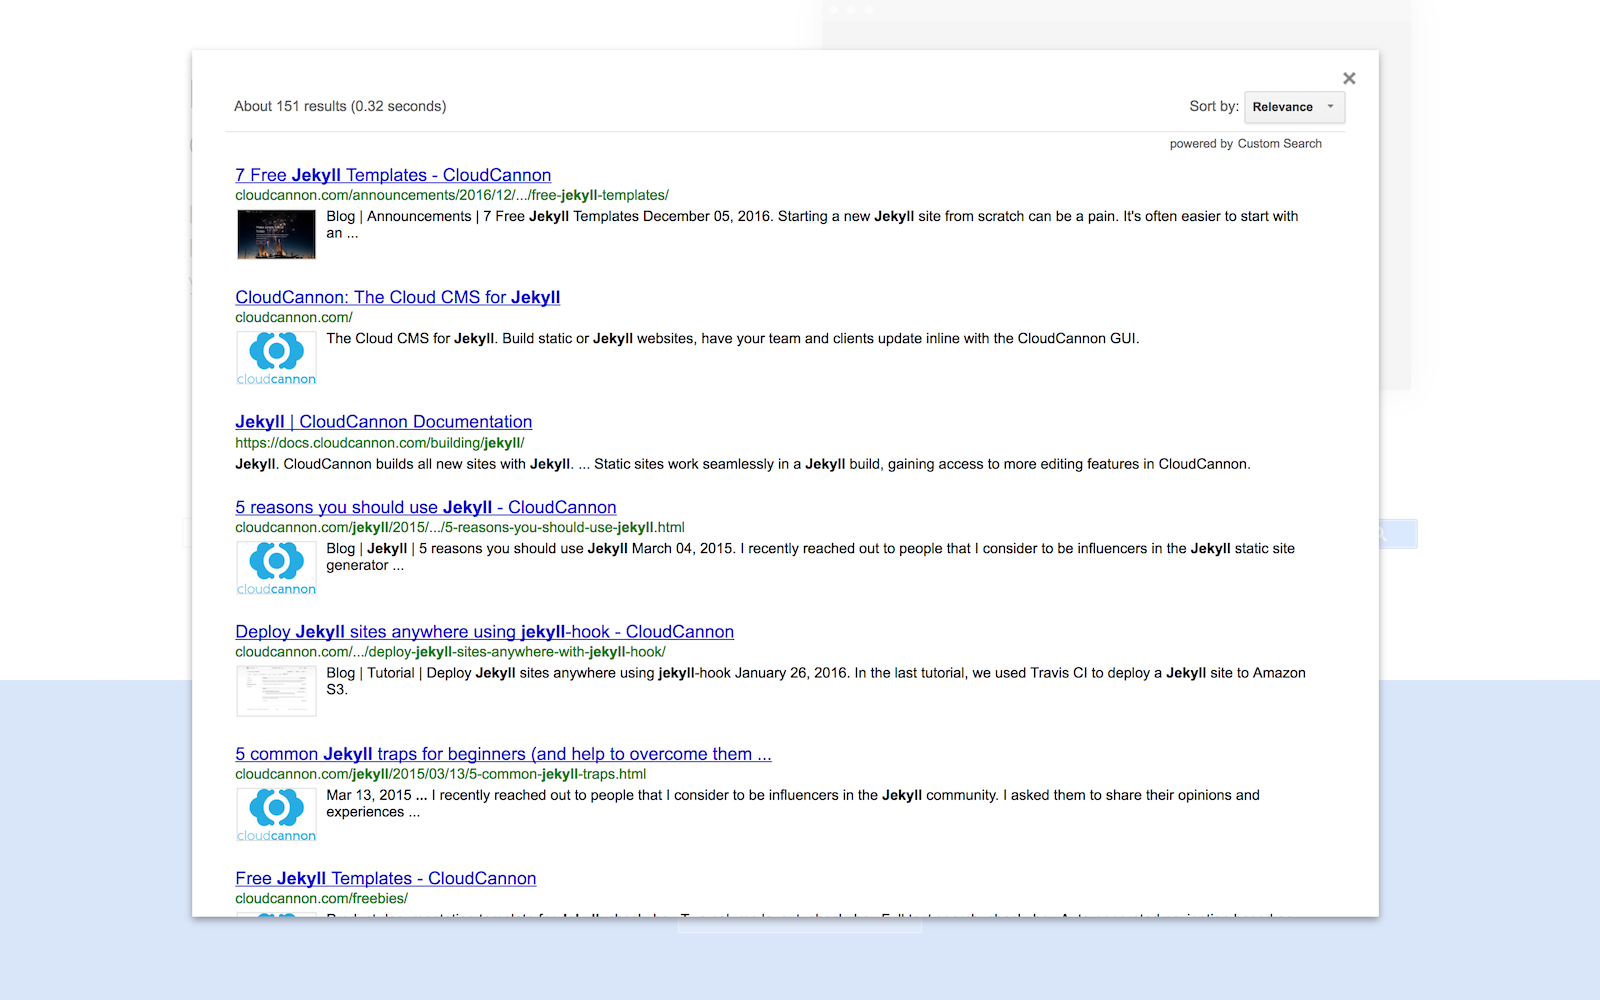 About 151 results (0.32 seconds)
Sort by: Relevance
powered by Custom Search
7 Free Jekyll Templates - CloudCannon
cloudcannon.com/announcements/2016/12/.../free-jekyll-templates/
Blog | Announcements | 7 Free Jekyll Templates December 05, 2016. Starting a new Jekyll site from scratch can be a pain. It's often easier to start with
an ...
CloudCannon: The Cloud CMS for Jekyll
cloudcannon.com/
The Cloud CMS for Jekyll. Build static or Jekyll websites, have your team and clients update inline with the CloudCannon GUI.
cloudcannon
Jekyll | CloudCannon Documentation
https://docs.cloudcannon.com/building/jekyll/
Jekyll. CloudCannon builds all new sites with Jekyll. ... Static sites work seamlessly in a Jekyll build, gaining access to more editing features in CloudCannon.
5 reasons you should use Jekyll - CloudCannon
cloudcannon.com/jekyll/2015/.../5-reasons-you-should-use-jekyll.html
Blog | Jekyll | 5 reasons you should use Jekyll March 04, 2015. I recently reached out to people that I consider to be influencers in the Jekyll static site
generator ...
cloudcannon
Deploy Jekyll sites anywhere using jekyll-hook - CloudCannon
cloudcannon.com/.../deploy-jekyll-sites-anywhere-with-jekyll-hook/
Blog | Tutorial | Deploy Jekyll sites anywhere using jekyll-hook January 26, 2016. In the last tutorial, we used Travis CI to deploy a Jekyll site to Amazon
S3.
5 common Jekyll traps for beginners (and help to overcome them ...
cloudcannon.com/jekyll/2015/03/13/5-common-jekyll-traps.html
Mar 13, 2015 ... I recently reached out to people that I consider to be influencers in the Jekyll community. I asked them to share their opinions and
experiences ...
cloudcannon
Free Jekyll Templates - CloudCannon
cloudcannon.com/freebies/